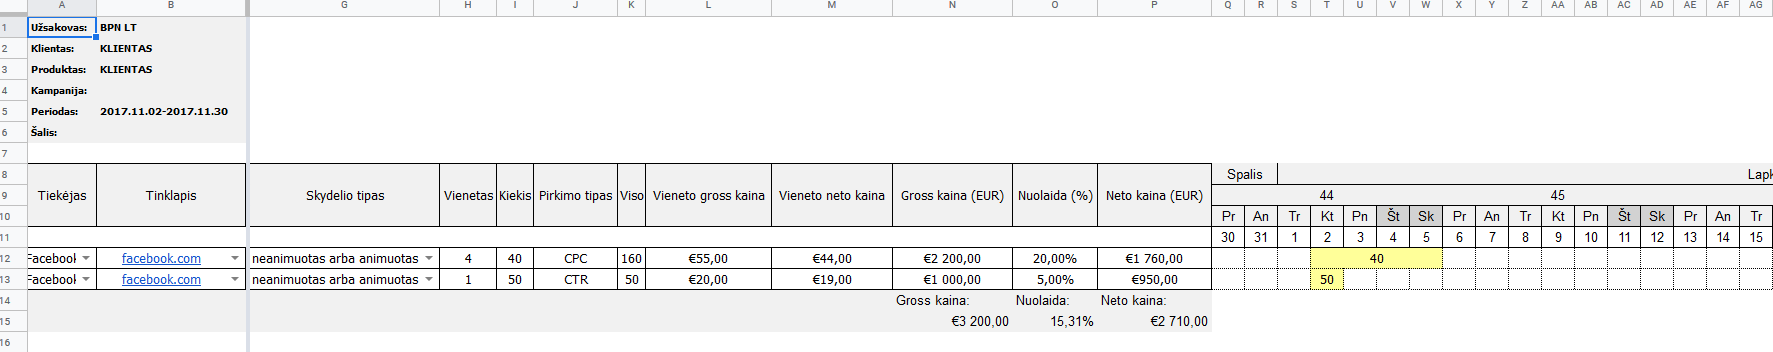 A B G H I J K L M N O P Q R S T U V W X Y Z AA AB AC AD AE AF AG
1 Užsakovas: BPN LT
2 Klientas: KLIENTAS
3 Produktas: KLIENTAS
4 Kampanija:
5 Periodas: 2017.11.02-2017.11.30
6 Šalis:
7
8 Spalis Lapk
9 Tiekėjas Tinklapis Skydelio tipas Vienetas Kiekis Pirkimo tipas Viso Vieneto gross kaina Vieneto neto kaina Gross kaina (EUR) Nuolaida (%) Neto kaina (EUR) 44 45
10 Pr An Tr Kt Pn Št Sk Pr An Tr Kt Pn Št Sk Pr An Tr
11 30 31 1 2 3 4 5 6 7 8 9 10 11 12 13 14 15
12 Facebook facebook.com neanimuotas arba animuotas 4 40 CPC 160 €55,00 €44,00 €2 200,00 20,00% €1 760,00 40
13 Facebook facebook.com neanimuotas arba animuotas 1 50 CTR 50 €20,00 €19,00 €1 000,00 5,00% €950,00 50
14 Gross kaina: Nuolaida: Neto kaina:
15 €3 200,00 15,31% €2 710,00
16